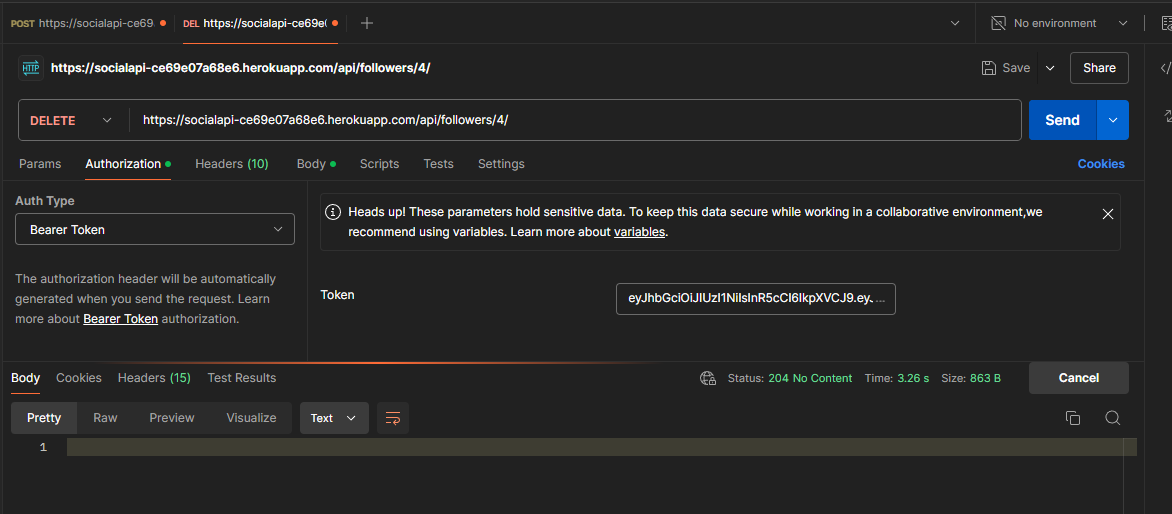 POST https://socialapi-ce69
DEL https://socialapi-ce69e0
No environment
HTTP https://socialapi-ce69e07a68e6.herokuapp.com/api/followers/4/
Save
Share
DELETE
https://socialapi-ce69e07a68e6.herokuapp.com/api/followers/4/
Send
Params
Authorization
Headers (10)
Body
Scripts
Tests
Settings
Cookies
Auth Type
Bearer Token
The authorization header will be automatically
generated when you send the request. Learn
more about Bearer Token authorization.
Heads up! These parameters hold sensitive data. To keep this data secure while working in a collaborative environment,we
recommend using variables. Learn more about variables.
Token
eyJhbGciOiJIUzI1NiIsInR5cCI6IkpXVCJ9.ey. ...
Body
Cookies
Headers (15)
Test Results
Status: 204 No Content
Time: 3.26 s
Size: 863 B
Cancel
Pretty
Raw
Preview
Visualize
Text
1